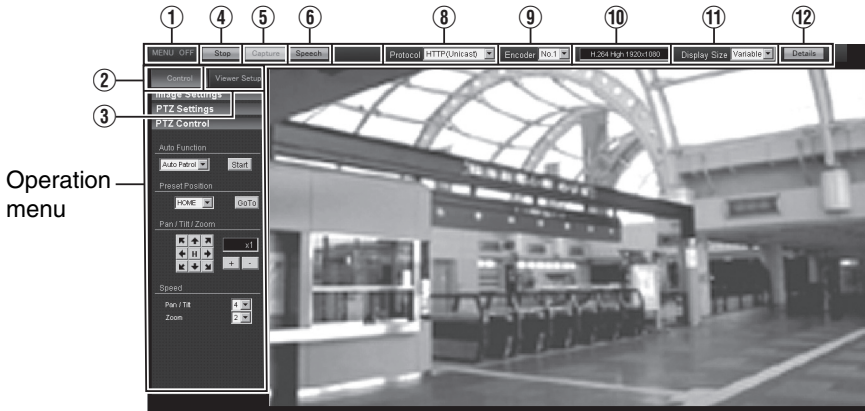 ① ④ ⑤ ⑥ ⑧ ⑨ ⑩ ⑪ ⑫
MENU OFF Stop Capture Speech Protocol HTTP(Unicast) Encoder No.1 H.264 High 1920x1080 Display Size Variable Details
② Control Viewer Setup
Image Settings
③ PTZ Settings
PTZ Control
Auto Function
Auto Patrol Start
Operation
menu
Preset Position
HOME GoTo
Pan / Tilt / Zoom
x1
+ -
Speed
Pan / Tilt 4
Zoom 2